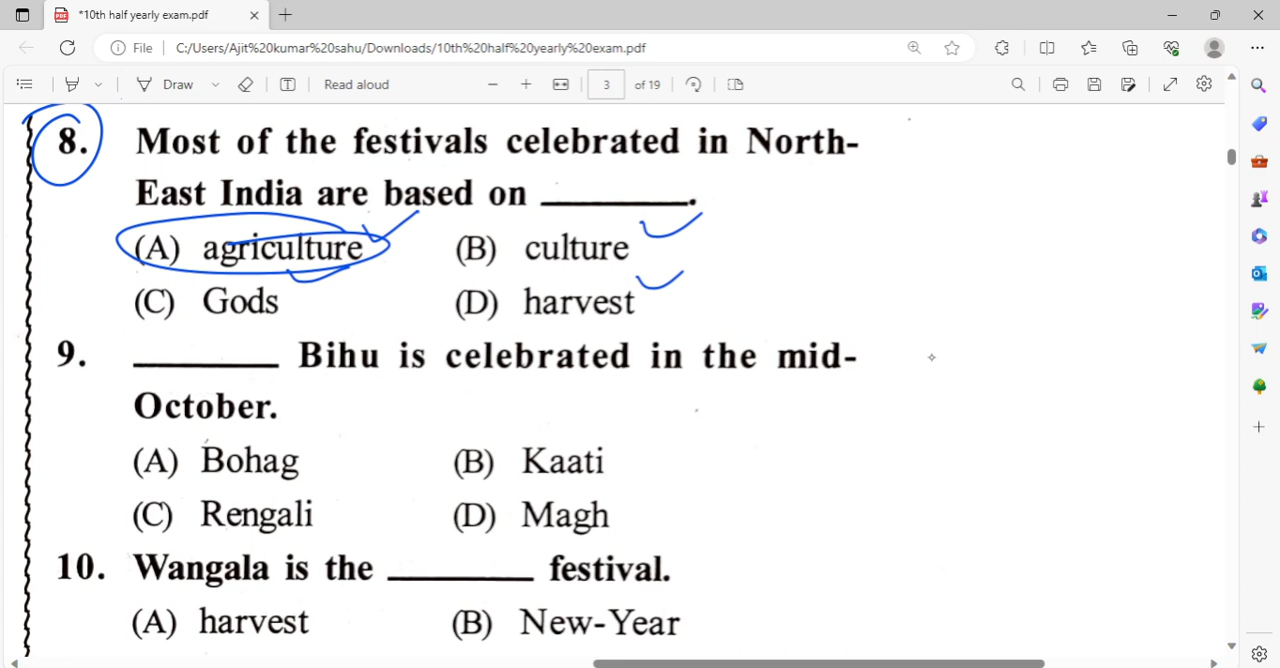 *10th half yearly exam.pdf
File C:/Users/Ajit%20kumar%20sahu/Downloads/10th%20half%20yearly%20exam.pdf
Draw Read aloud 3 of 19
8. Most of the festivals celebrated in North-
East India are based on ________.
(A) agriculture (B) culture
(C) Gods (D) harvest
9. ________ Bihu is celebrated in the mid-
October.
(A) Bohag (B) Kaati
(C) Rengali (D) Magh
10. Wangala is the ________ festival.
(A) harvest (B) New-Year